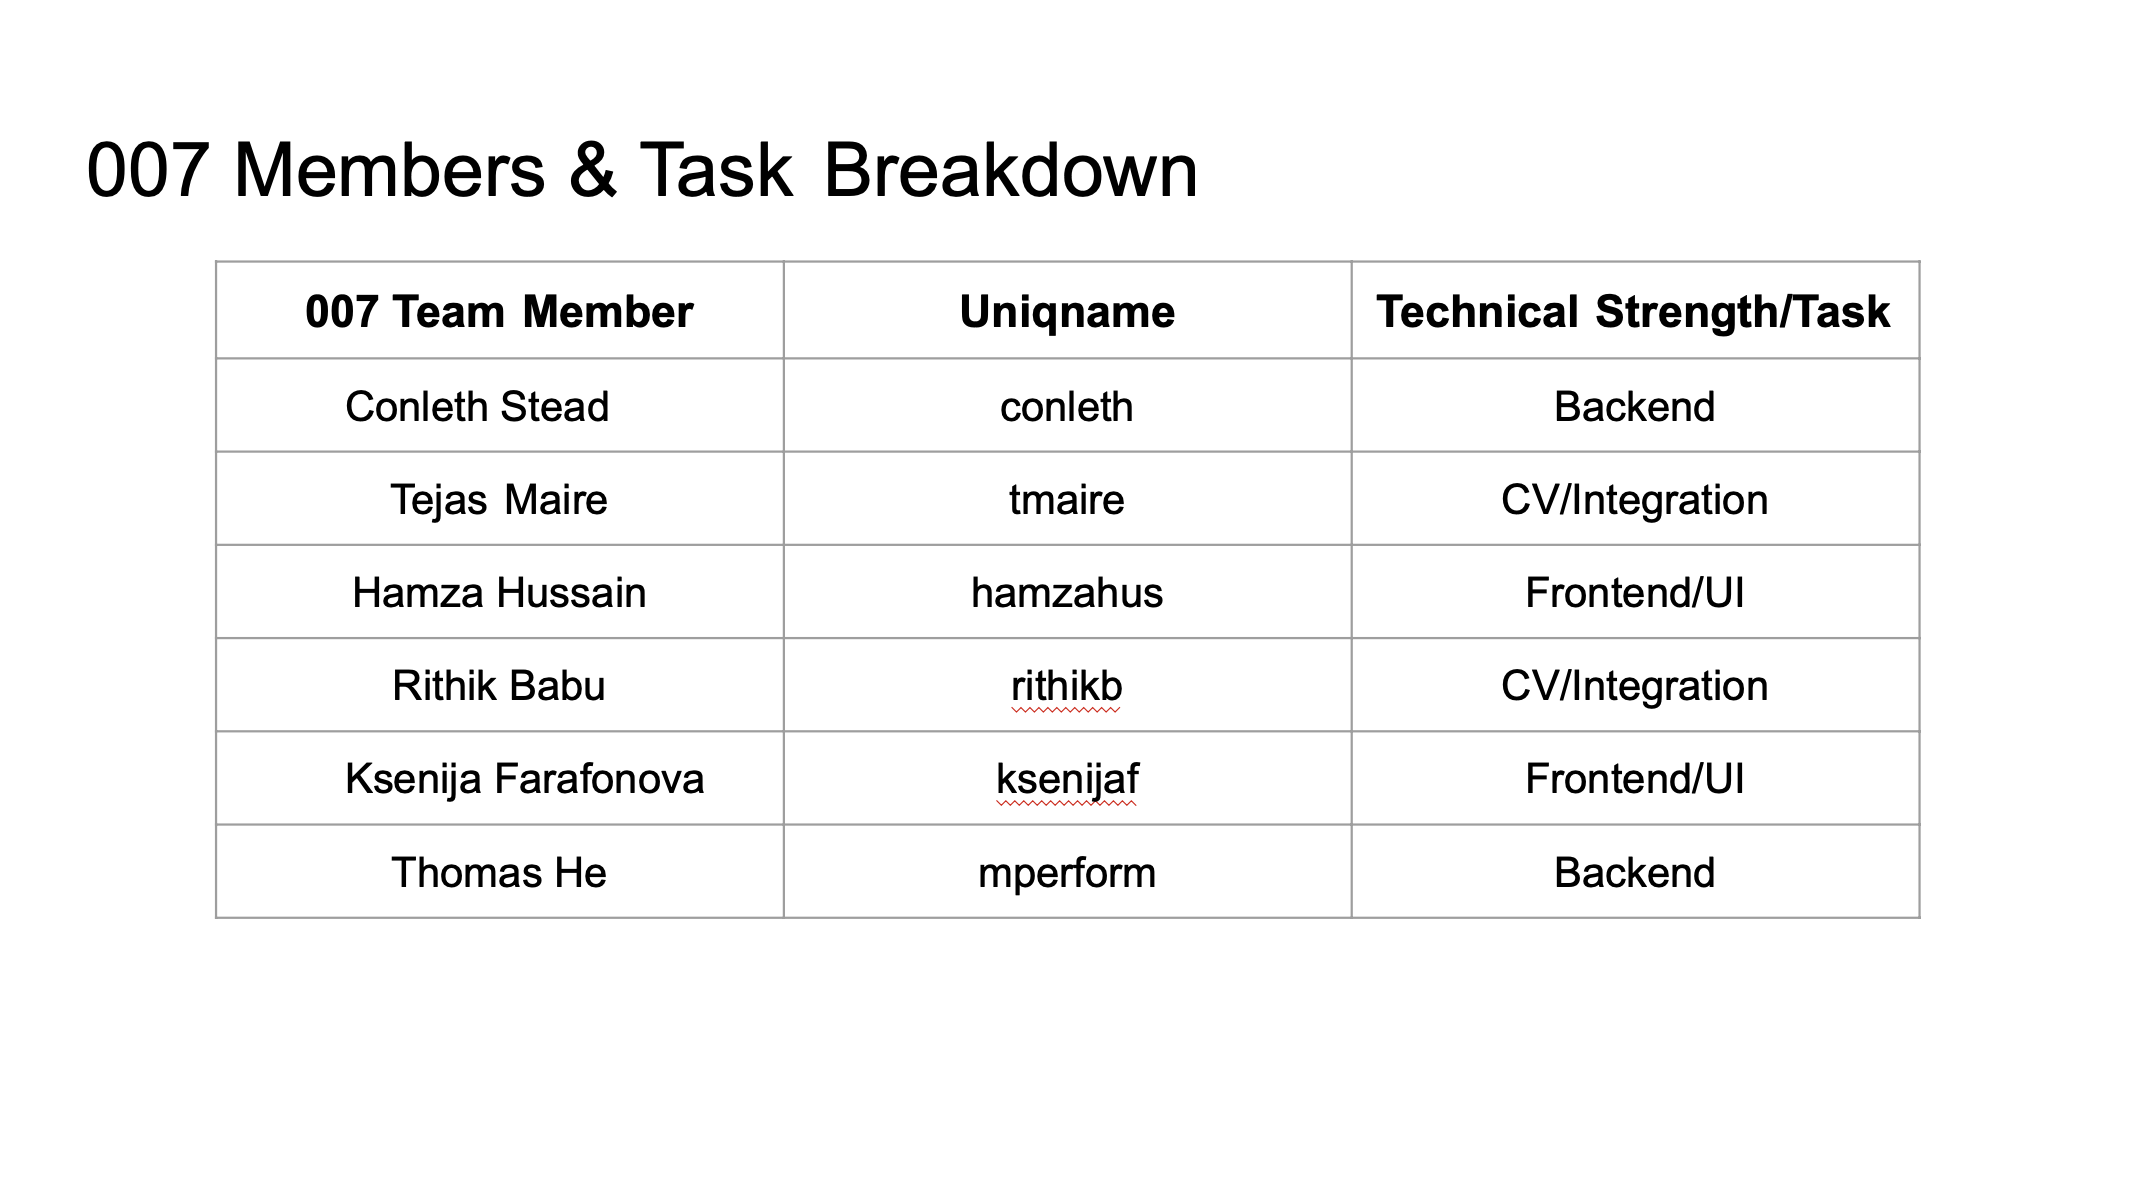 007 Members & Task Breakdown
007 Team Member Uniqname Technical Strength/Task
Conleth Stead conleth Backend
Tejas Maire tmaire CV/Integration
Hamza Hussain hamzahus Frontend/UI
Rithik Babu rithikb CV/Integration
Ksenija Farafonova ksenijaf Frontend/UI
Thomas He mperform Backend